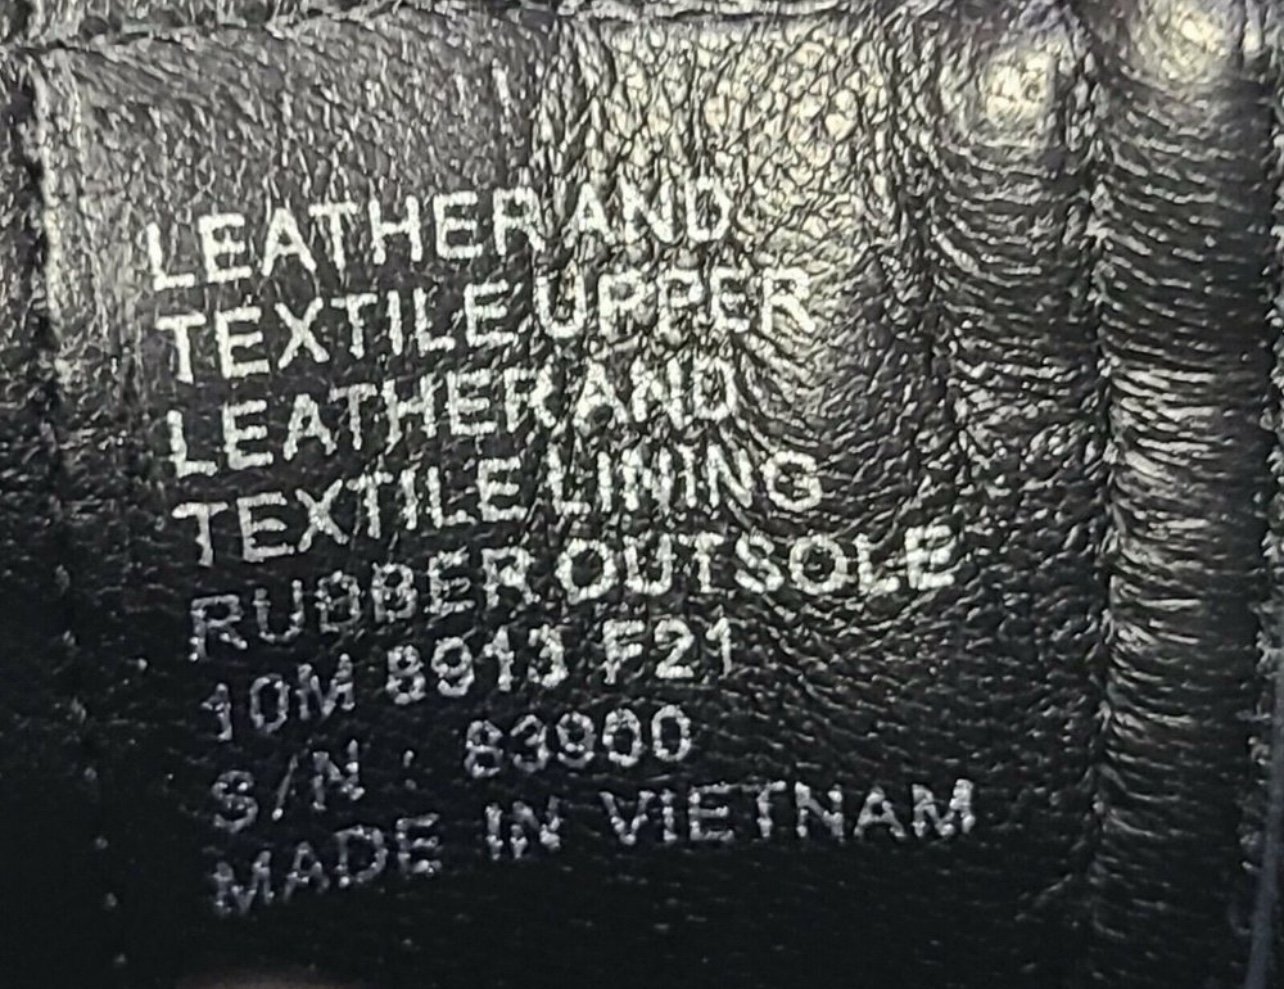 LEATHER AND
TEXTILE UPPER
LEATHER AND
TEXTILE LINING
RUBBER OUTSOLE
10M 8913 F21
S/N : 83900
MADE IN VIETNAM